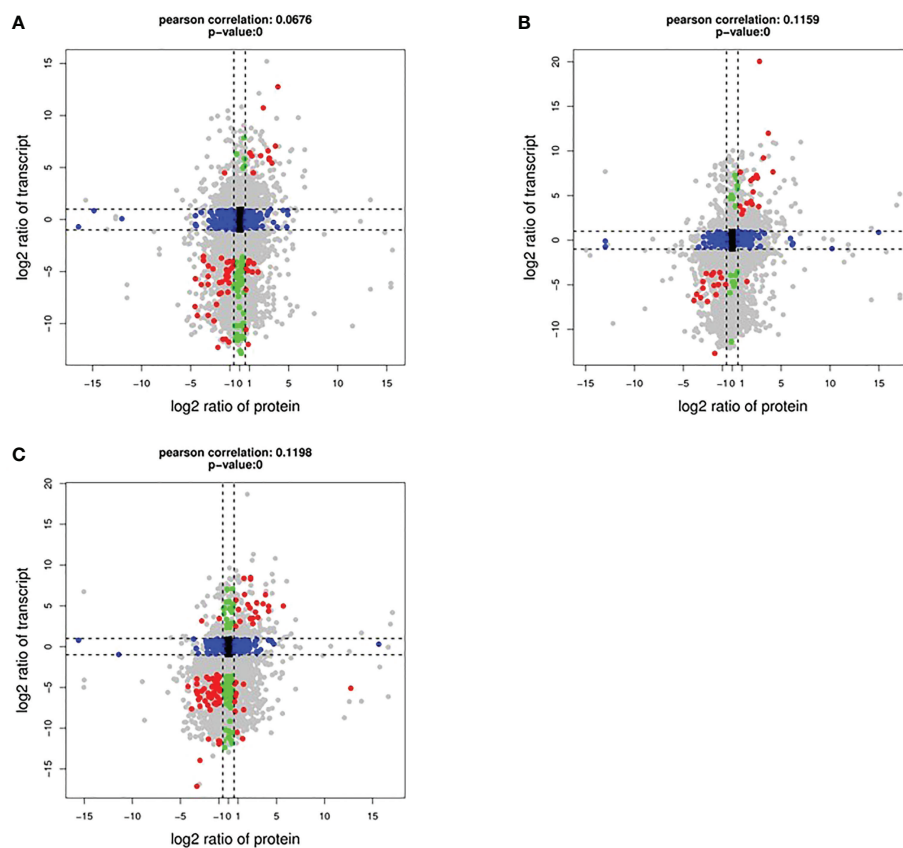 A
pearson correlation: 0.0676
p-value:0
log2 ratio of transcript
15
10
5
0
−5
−10
−15 −10 −5 −1 0 1 5 10 15
log2 ratio of protein
B
pearson correlation: 0.1159
p-value:0
log2 ratio of transcript
20
15
10
5
0
−5
−10
−15 −10 −5 −1 0 1 5 10 15
log2 ratio of protein
C
pearson correlation: 0.1198
p-value:0
log2 ratio of transcript
20
15
10
5
0
−5
−10
−15
−15 −10 −5 −1 0 1 5 10 15
log2 ratio of protein